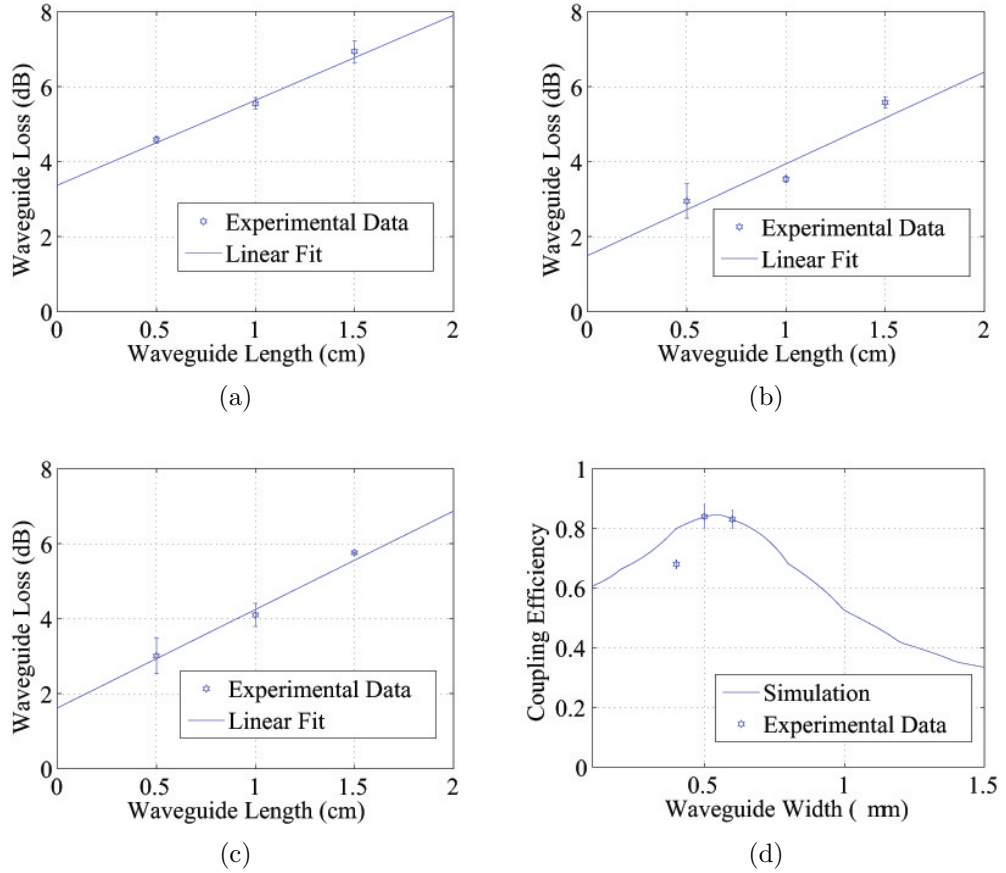 8
6
4
2
0
Waveguide Loss (dB)
Experimental Data
Linear Fit
0 0.5 1 1.5 2
Waveguide Length (cm)
(a)
8
6
4
2
0
Waveguide Loss (dB)
Experimental Data
Linear Fit
0 0.5 1 1.5 2
Waveguide Length (cm)
(b)
8
6
4
2
0
Waveguide Loss (dB)
Experimental Data
Linear Fit
0 0.5 1 1.5 2
Waveguide Length (cm)
(c)
1
0.8
0.6
0.4
0.2
0
Coupling Efficiency
Simulation
Experimental Data
0.5 1 1.5
Waveguide Width ( mm)
(d)